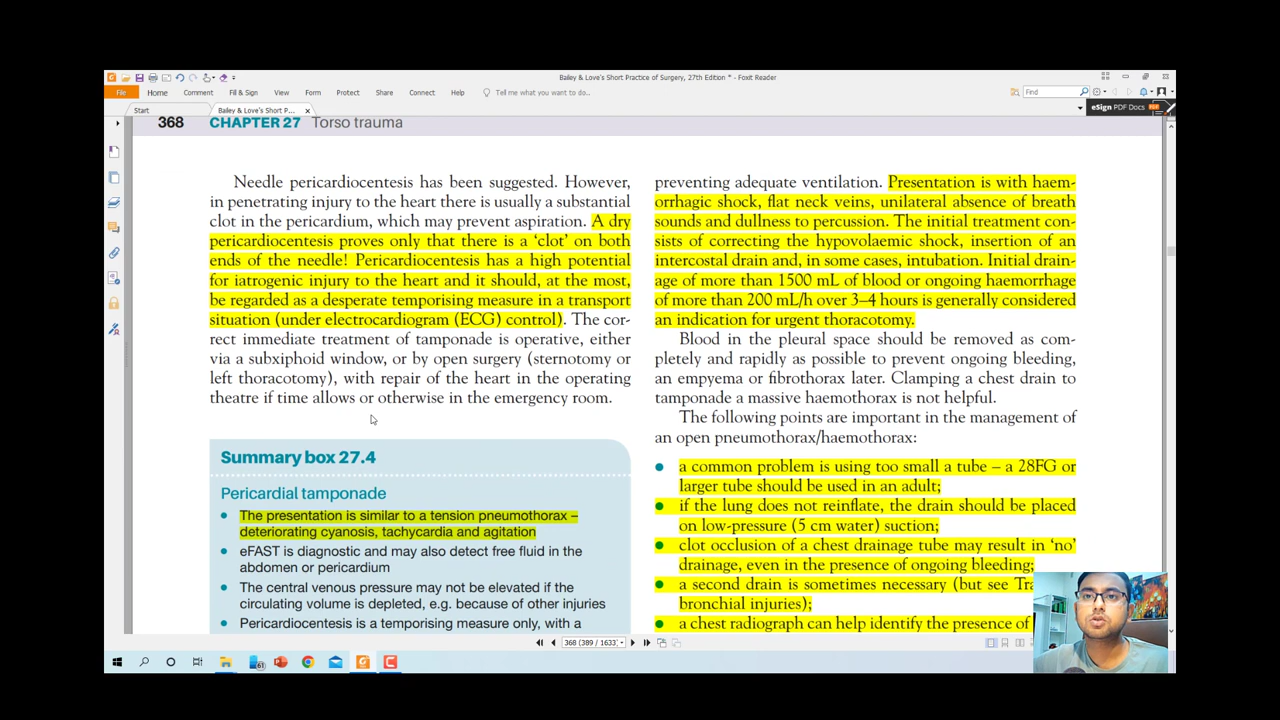 Bailey & Love's Short Practice of Surgery, 27th Edition * - Foxit Reader
File Home Comment Fill & Sign View Form Protect Share Connect Help Tell me what you want to do... Find
Start Bailey & Love's Short P... × eSign PDF Docs
368 CHAPTER 27 Torso trauma
Needle pericardiocentesis has been suggested. However,
in penetrating injury to the heart there is usually a substantial
clot in the pericardium, which may prevent aspiration. A dry
pericardiocentesis proves only that there is a ‘clot’ on both
ends of the needle! Pericardiocentesis has a high potential
for iatrogenic injury to the heart and it should, at the most,
be regarded as a desperate temporising measure in a transport
situation (under electrocardiogram (ECG) control). The cor-
rect immediate treatment of tamponade is operative, either
via a subxiphoid window, or by open surgery (sternotomy or
left thoracotomy), with repair of the heart in the operating
theatre if time allows or otherwise in the emergency room.
Summary box 27.4
Pericardial tamponade
● The presentation is similar to a tension pneumothorax –
deteriorating cyanosis, tachycardia and agitation
● eFAST is diagnostic and may also detect free fluid in the
abdomen or pericardium
● The central venous pressure may not be elevated if the
circulating volume is depleted, e.g. because of other injuries
● Pericardiocentesis is a temporising measure only, with a
preventing adequate ventilation. Presentation is with haem-
orrhagic shock, flat neck veins, unilateral absence of breath
sounds and dullness to percussion. The initial treatment con-
sists of correcting the hypovolaemic shock, insertion of an
intercostal drain and, in some cases, intubation. Initial drain-
age of more than 1500 mL of blood or ongoing haemorrhage
of more than 200 mL/h over 3–4 hours is generally considered
an indication for urgent thoracotomy.
Blood in the pleural space should be removed as com-
pletely and rapidly as possible to prevent ongoing bleeding,
an empyema or fibrothorax later. Clamping a chest drain to
tamponade a massive haemothorax is not helpful.
The following points are important in the management of
an open pneumothorax/haemothorax:
● a common problem is using too small a tube – a 28FG or
larger tube should be used in an adult;
● if the lung does not reinflate, the drain should be placed
on low-pressure (5 cm water) suction;
● clot occlusion of a chest drainage tube may result in ‘no’
drainage, even in the presence of ongoing bleeding;
● a second drain is sometimes necessary (but see Tra
bronchial injuries);
● a chest radiograph can help identify the presence of
368 (389 / 1633)
61